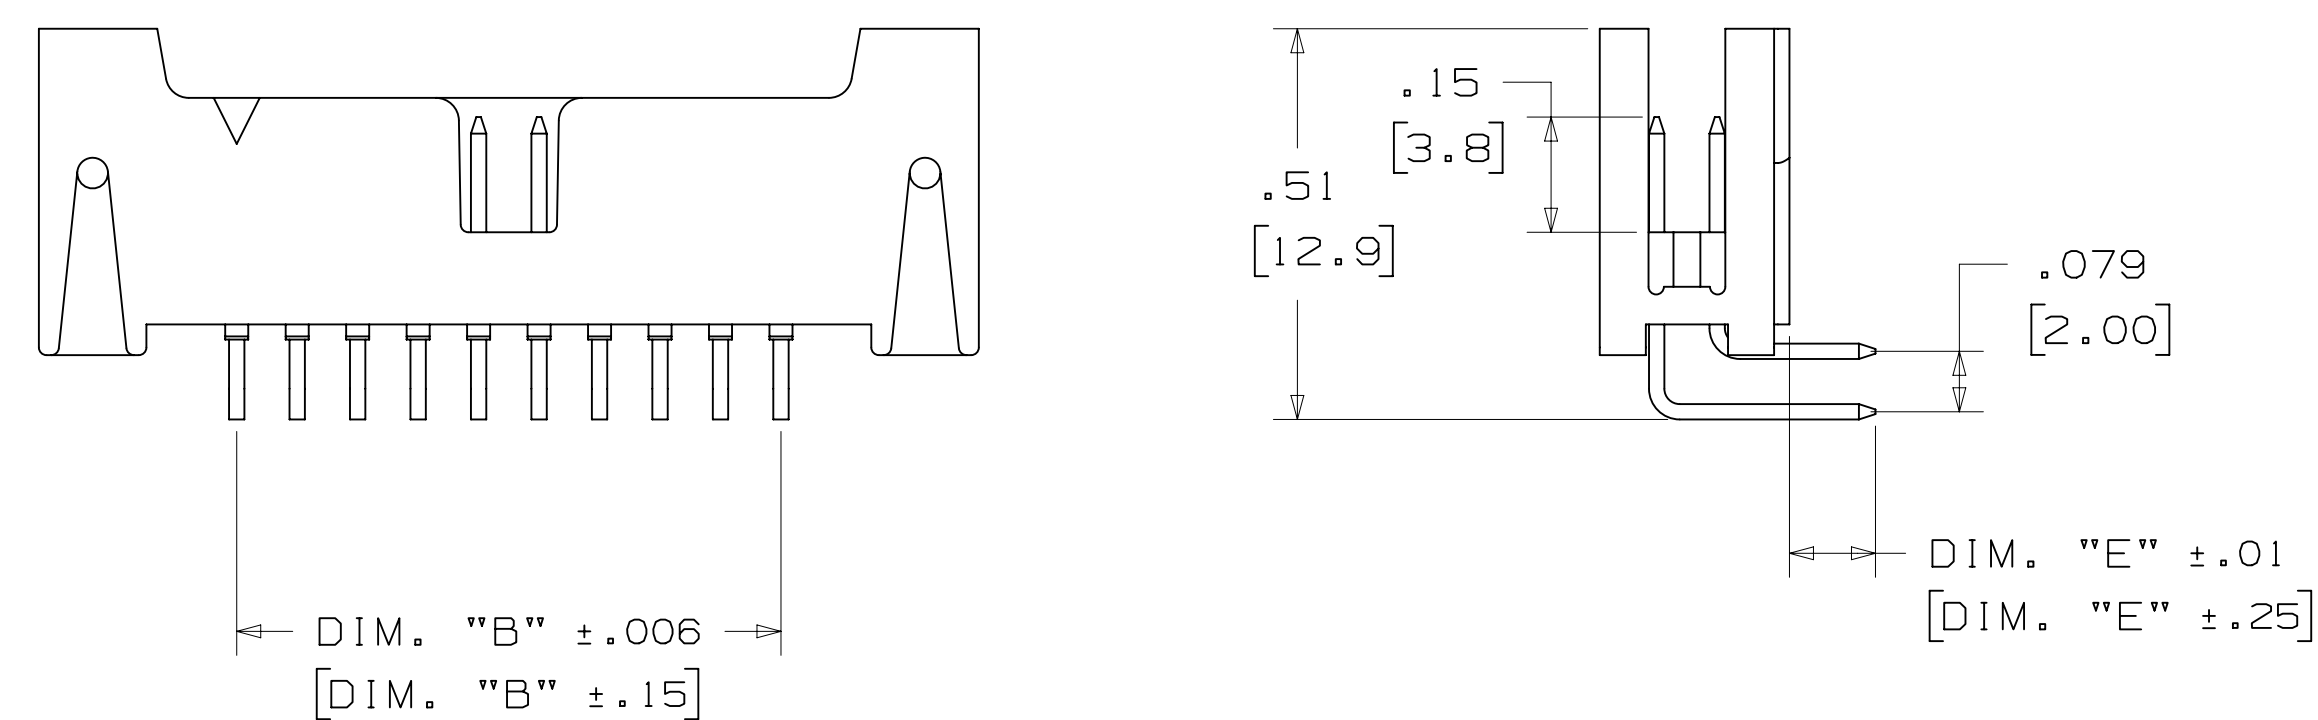 .15
[3.8]
.51
[12.9]
.079
[2.00]
DIM. "E" ±.01
[DIM. "E" ±.25]
DIM. "B" ±.006
[DIM. "B" ±.15]